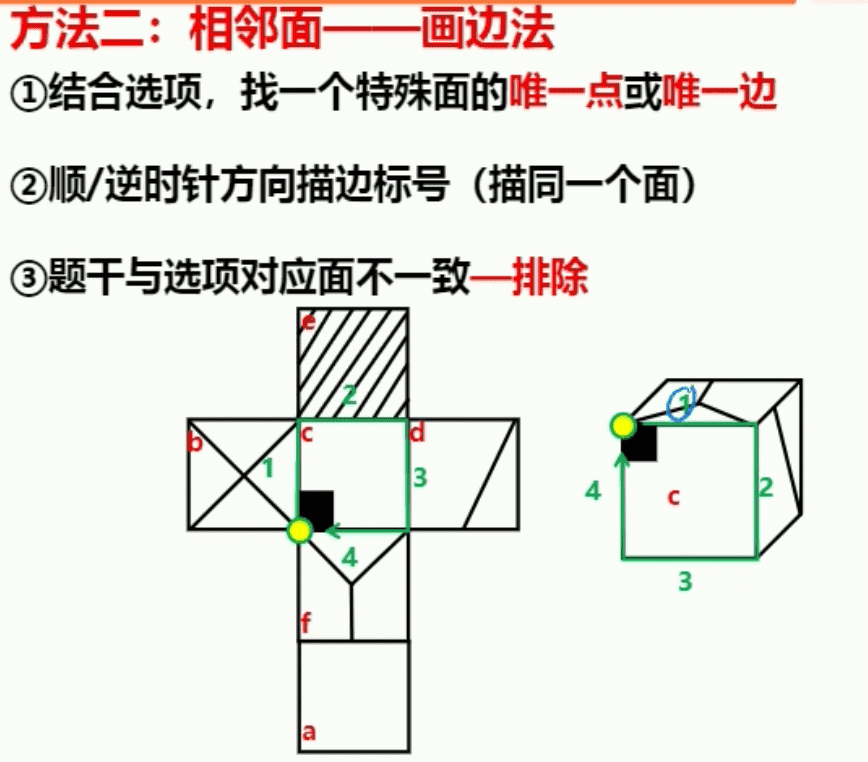 方法二：相邻面——画边法
①结合选项，找一个特殊面的唯一点或唯一边
②顺/逆时针方向描边标号（描同一个面）
③题干与选项对应面不一致—排除
e
2
b
1
c
d
3
4
f
a
1
4
c
2
3